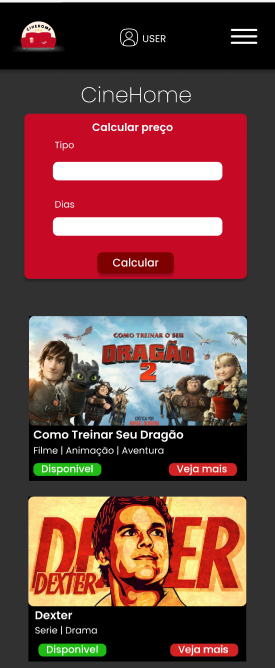 CINEHOME
USER
CineHome
Calcular preço
Tipo
Dias
Calcular
COMO TREINAR O SEU
DRAGÃO
2
Como Treinar Seu Dragão
Filme | Animação | Aventura
Disponivel
Veja mais
DEXTER
DEXTER
Dexter
Serie | Drama
Disponivel
Veja mais